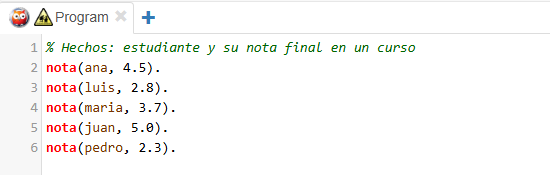 Program
1 % Hechos: estudiante y su nota final en un curso
2 nota(ana, 4.5).
3 nota(luis, 2.8).
4 nota(maria, 3.7).
5 nota(juan, 5.0).
6 nota(pedro, 2.3).